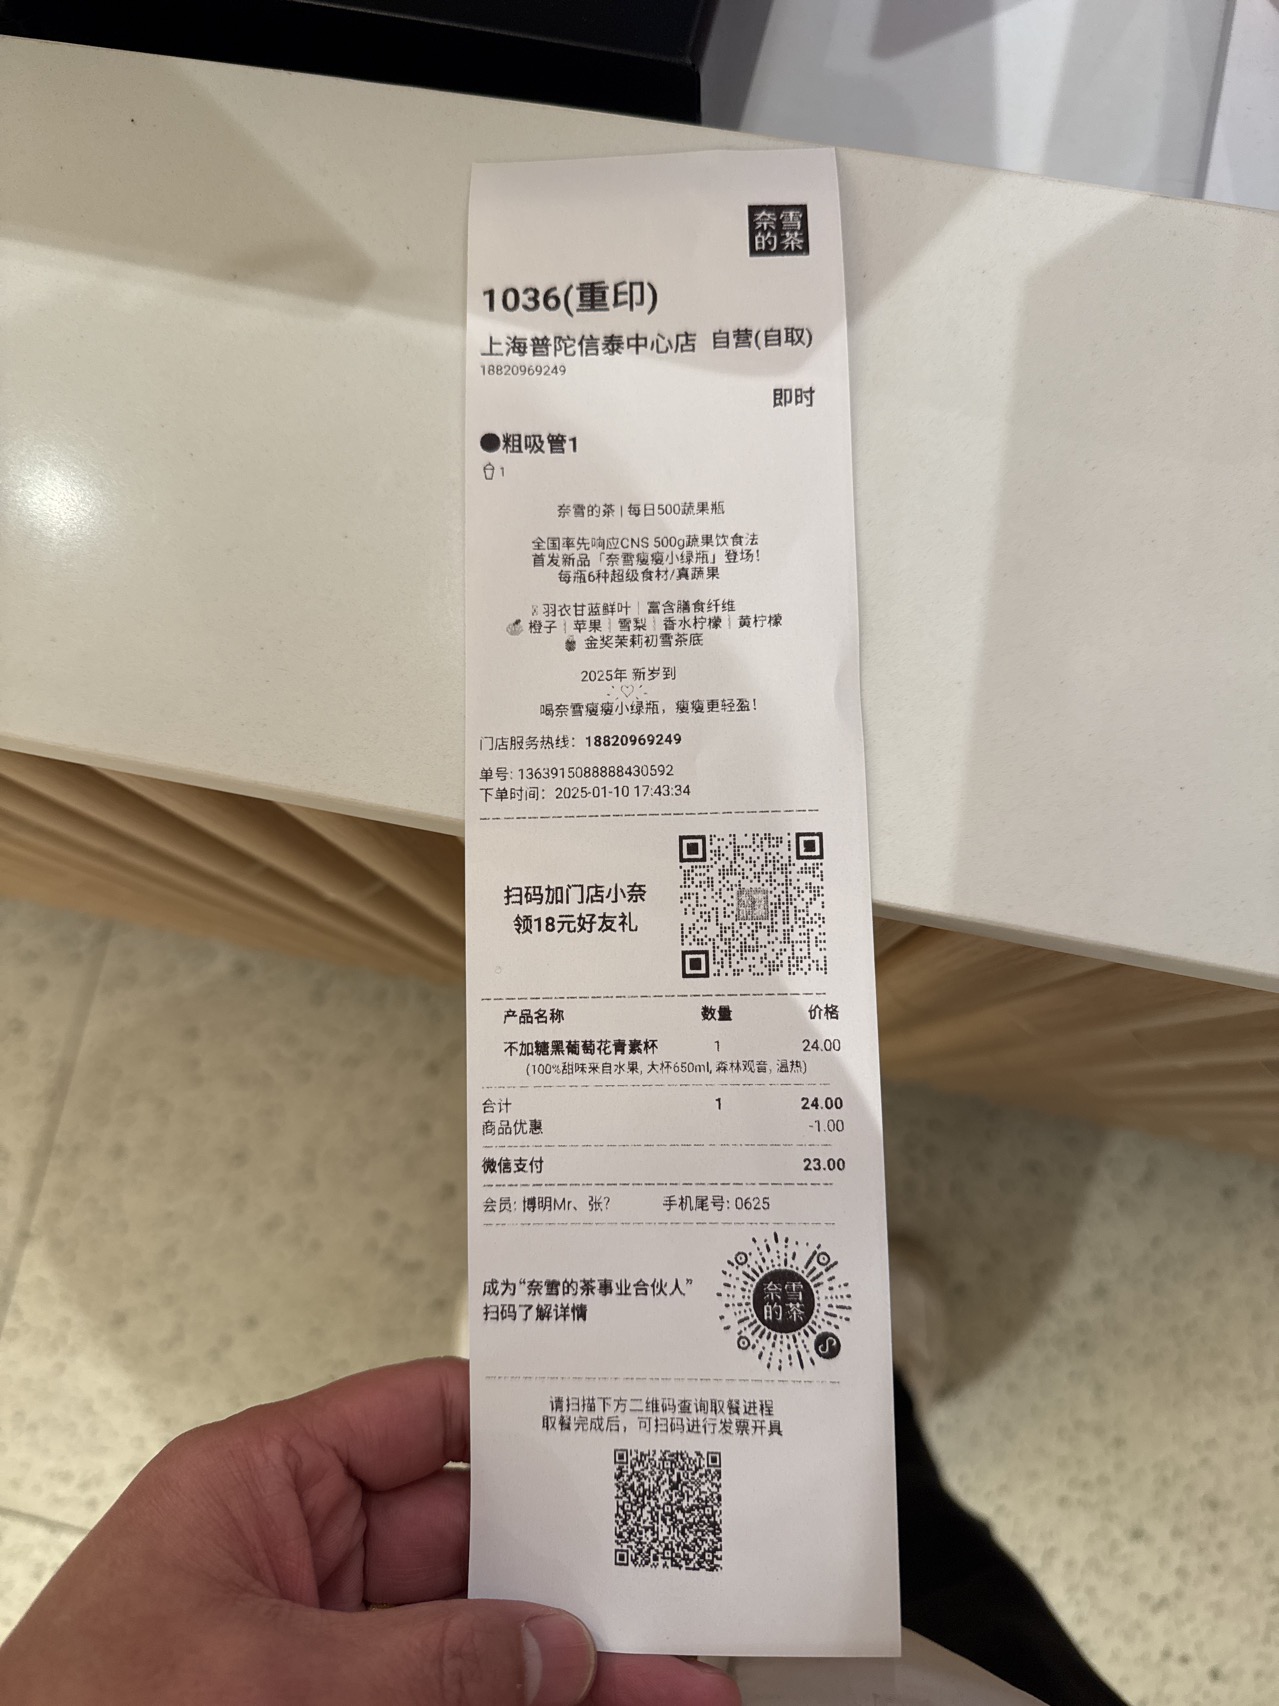 奈雪
的茶
1036(重印)
上海普陀信泰中心店 自营(自取)
18820969249
即时
●粗吸管1
1
奈雪的茶 | 每日500蔬果瓶
全国率先响应CNS 500g蔬果饮食法
首发新品「奈雪瘦瘦小绿瓶」登场!
每瓶6种超级食材/真蔬果
羽衣甘蓝鲜叶 | 富含膳食纤维
橙子 | 苹果 | 雪梨 | 香水柠檬 | 黄柠檬
金奖茉莉初雪茶底
2025年 新岁到
喝奈雪瘦瘦小绿瓶，瘦瘦更轻盈!
门店服务热线：18820969249
单号: 1363915088888430592
下单时间：2025-01-10 17:43:34
扫码加门店小奈
领18元好友礼
产品名称 数量 价格
不加糖黑葡萄花青素杯 1 24.00
(100%甜味来自水果, 大杯650ml, 森林观音, 温热)
合计 1 24.00
商品优惠 -1.00
微信支付 23.00
会员: 博明Mr、张? 手机尾号: 0625
成为“奈雪的茶事业合伙人”
扫码了解详情
奈雪
的茶
请扫描下方二维码查询取餐进程
取餐完成后，可扫码进行发票开具